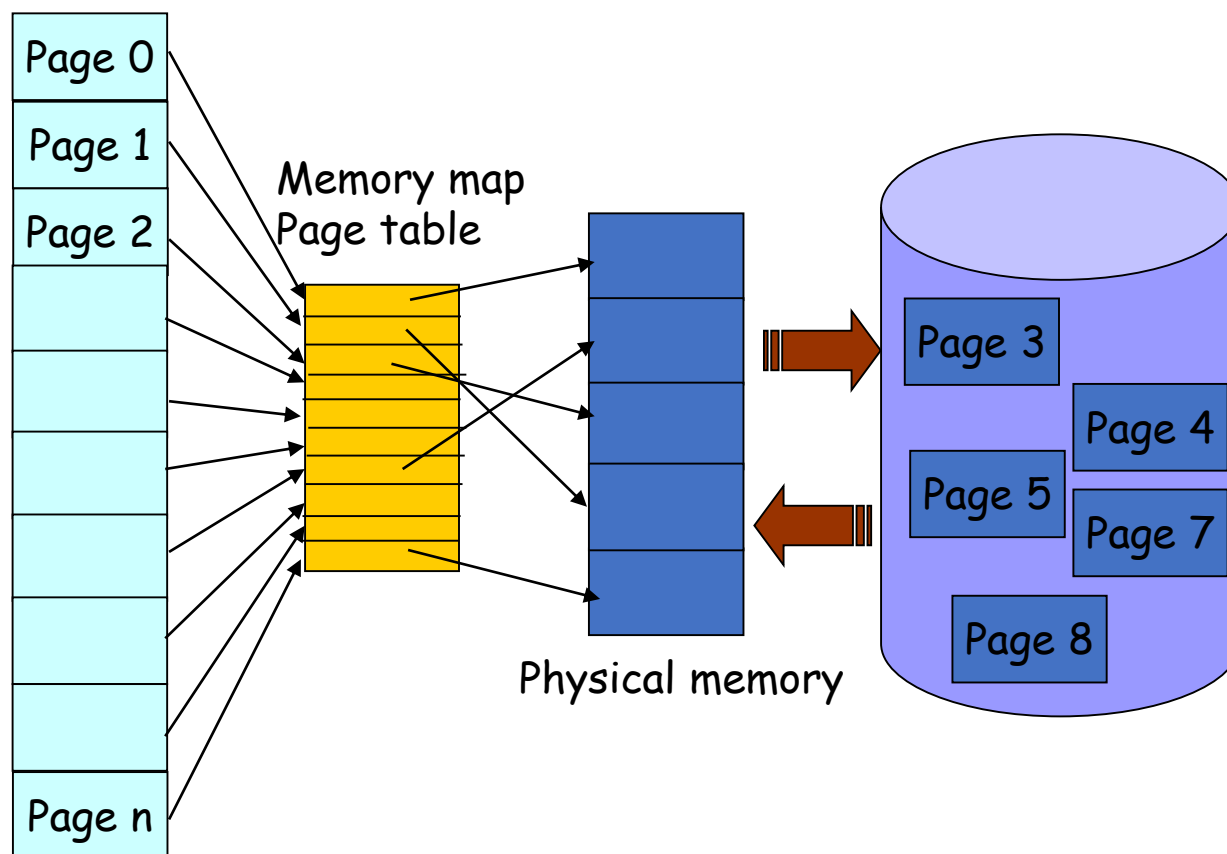 Page 0
Page 1
Page 2
Page n
Memory map
Page table
Physical memory
Page 3
Page 4
Page 5
Page 7
Page 8